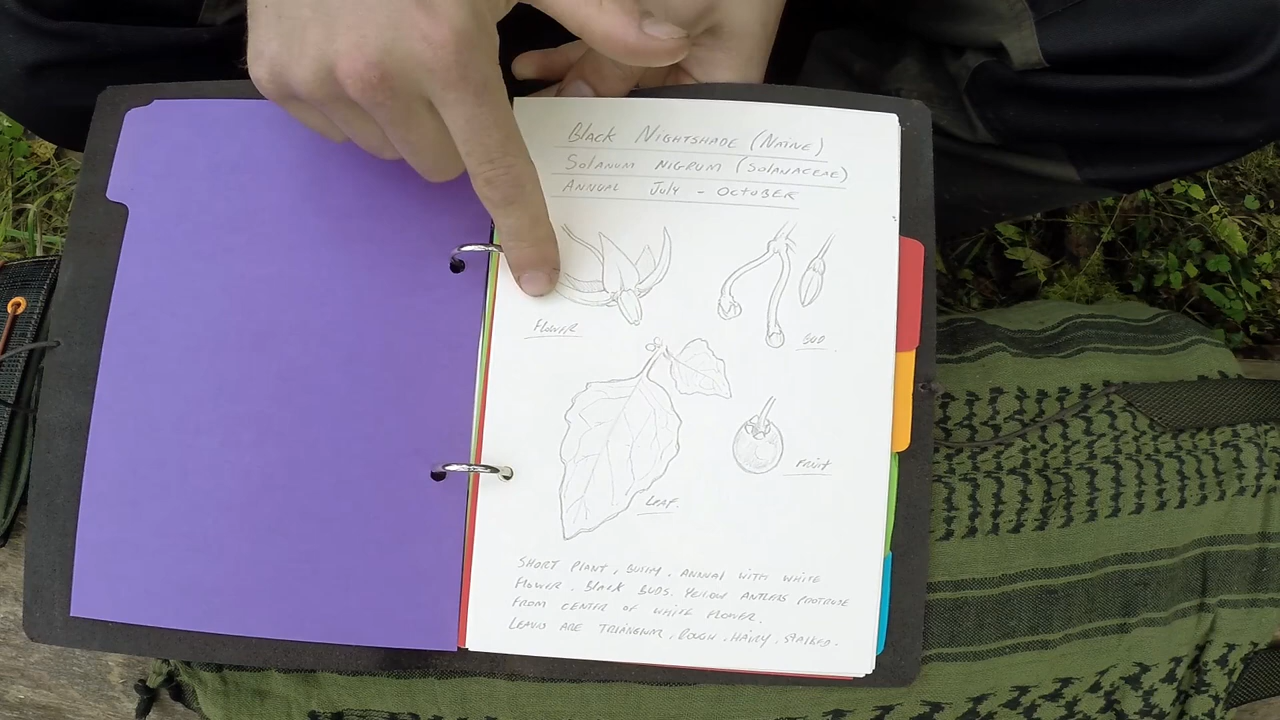 Black Nightshade (Native)
Solanum Nigrum (Solanaceae)
Annual July - October
Flower
Bud
Leaf.
Fruit
Short plant, bushy, annual with white
flower. Black buds. Yellow antlers protrude
from center of white flower.
Leaves are triangular, rough, hairy, stalked.